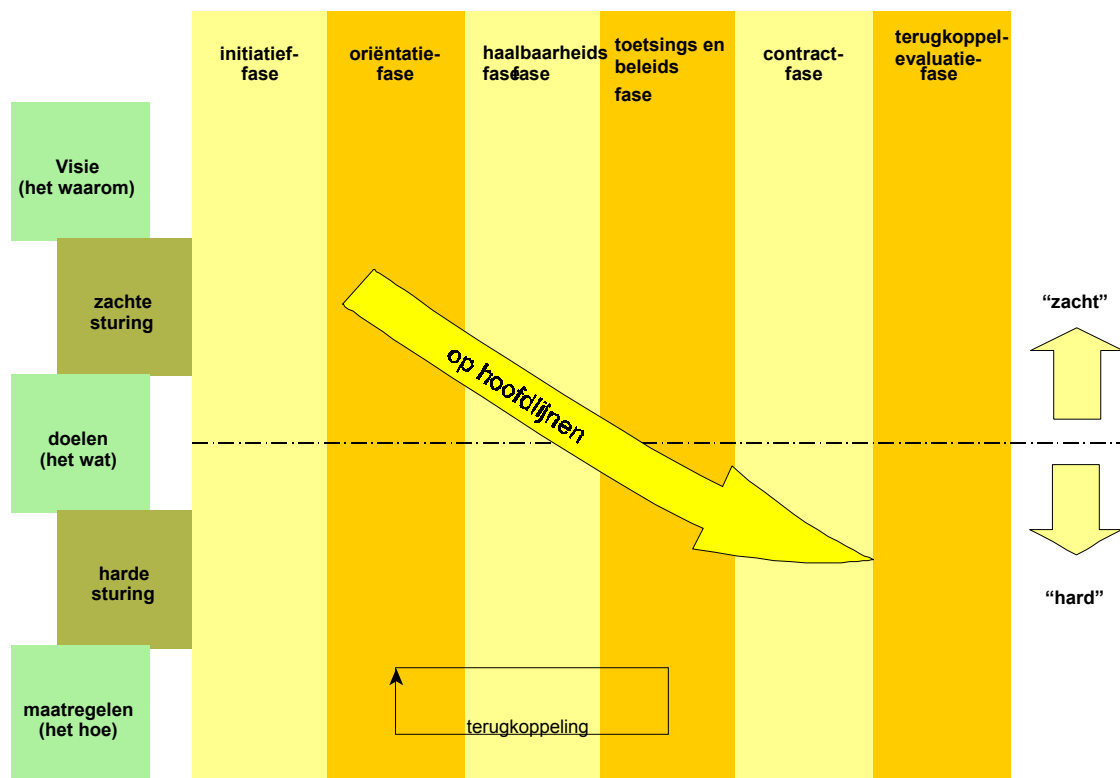 initiatief-
fase
oriëntatie-
fase
haalbaarheids
fasefase
toetsings en
beleids
fase
contract-
fase
terugkoppel-
evaluatie-
fase
Visie
(het waarom)
zachte
sturing
doelen
(het wat)
harde
sturing
maatregelen
(het hoe)
op hoofdlijnen
terugkoppeling
“zacht”
“hard”